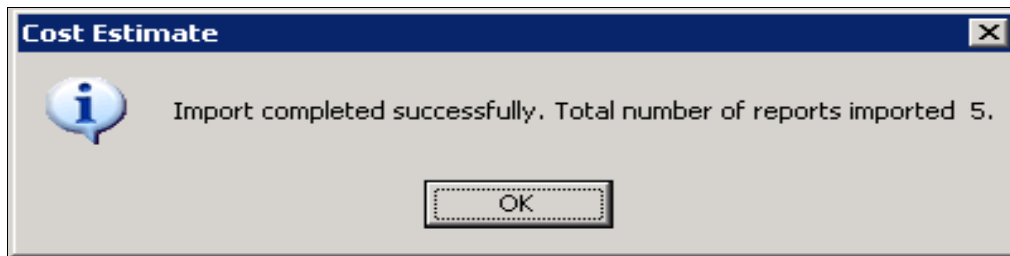 Cost Estimate
Import completed successfully. Total number of reports imported  5.
OK